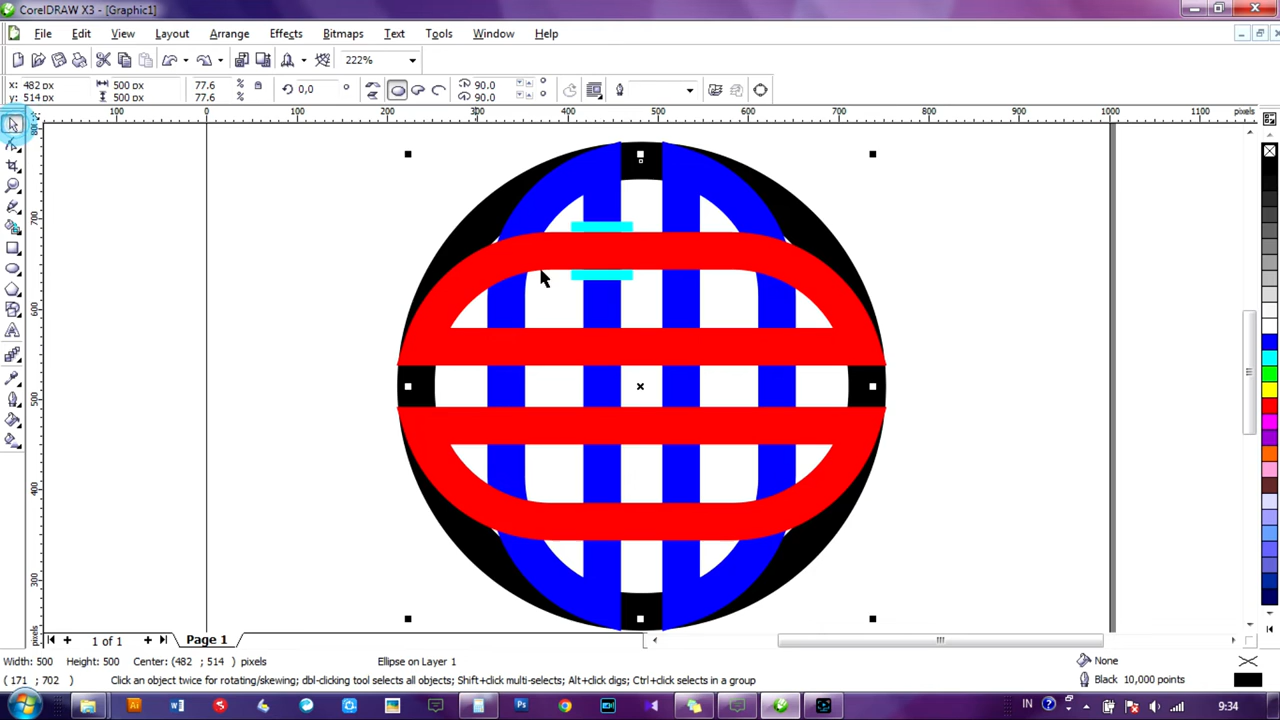 CorelDRAW X3 - [Graphic1]
File Edit View Layout Arrange Effects Bitmaps Text Tools Window Help
222%
x: 482 px 500 px 77.6 % 0,0 ° 90.0 °
y: 514 px 500 px 77.6 % 90.0 °
100 0 100 200 300 400 500 600 700 800 900 1000 1100 pixels
800
700
600
500
400
300
pixels
1 of 1 Page 1
Width: 500 Height: 500 Center: (482 ; 514 ) pixels Ellipse on Layer 1 None
(171 ; 702 ) Click an object twice for rotating/skewing; dbl-clicking tool selects all objects; Shift+click multi-selects; Alt+click digs; Ctrl+click selects in a group Black 10,000 points
IN 9:34